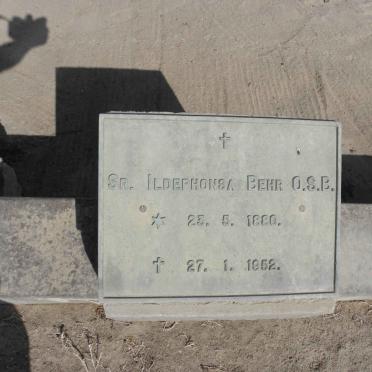 Sr. Ildephonsa Behr O.S.B.
25. 5. 1880.
27. 1. 1952.